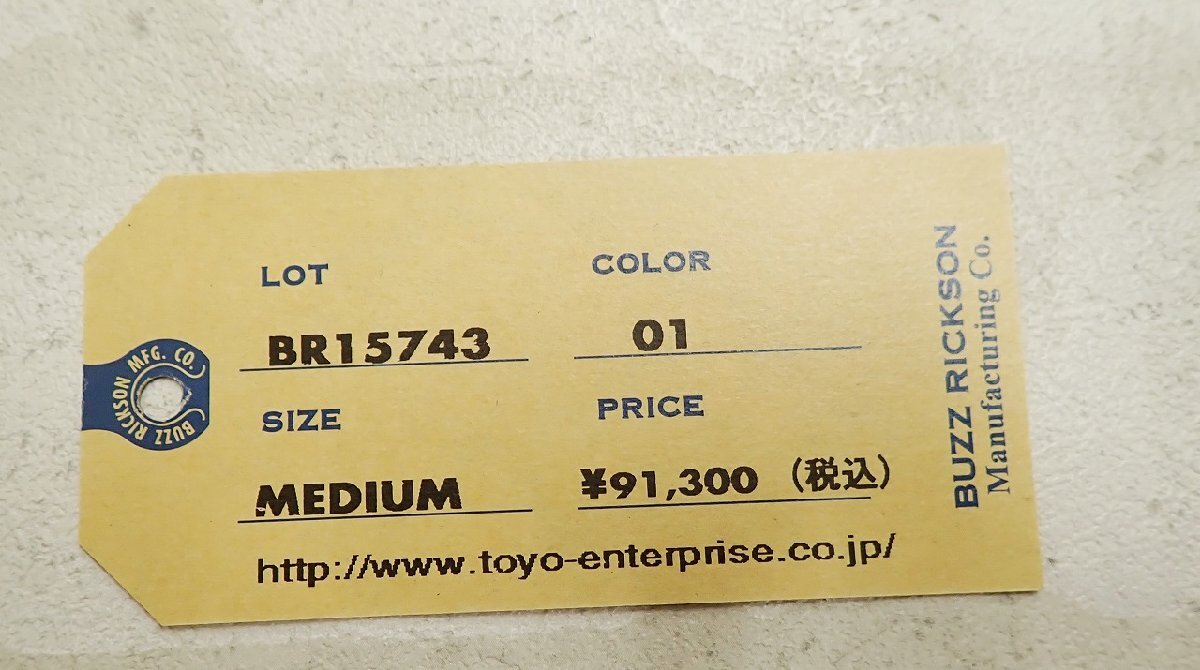 LOT
COLOR
BR15743
01
SIZE
PRICE
MEDIUM
¥91,300 (税込)
http://www.toyo-enterprise.co.jp/
BUZZ RICKSON
Manufacturing Co.
BUZZ RICKSON MFG. CO.